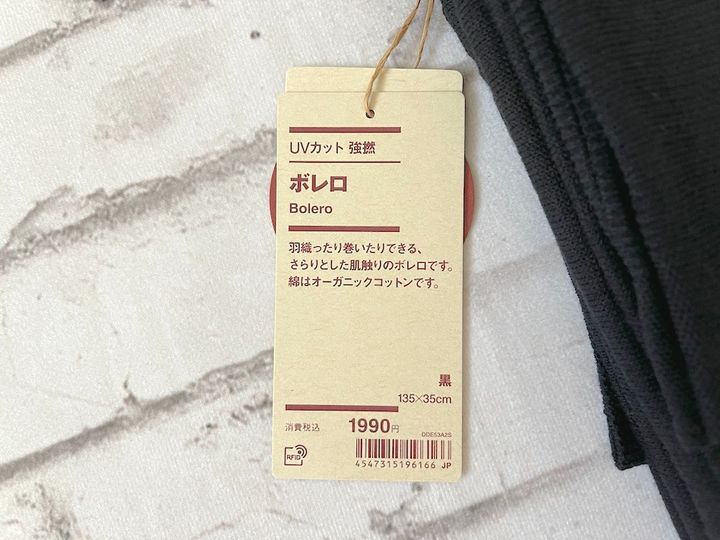 UVカット 強撚
ボレロ
Bolero
羽織ったり巻いたりできる、
さらりとした肌触りのボレロです。
綿はオーガニックコットンです。
黒
135×35cm
消費税込 1990円
DDE53A2S
RFID
4547315196166 JP